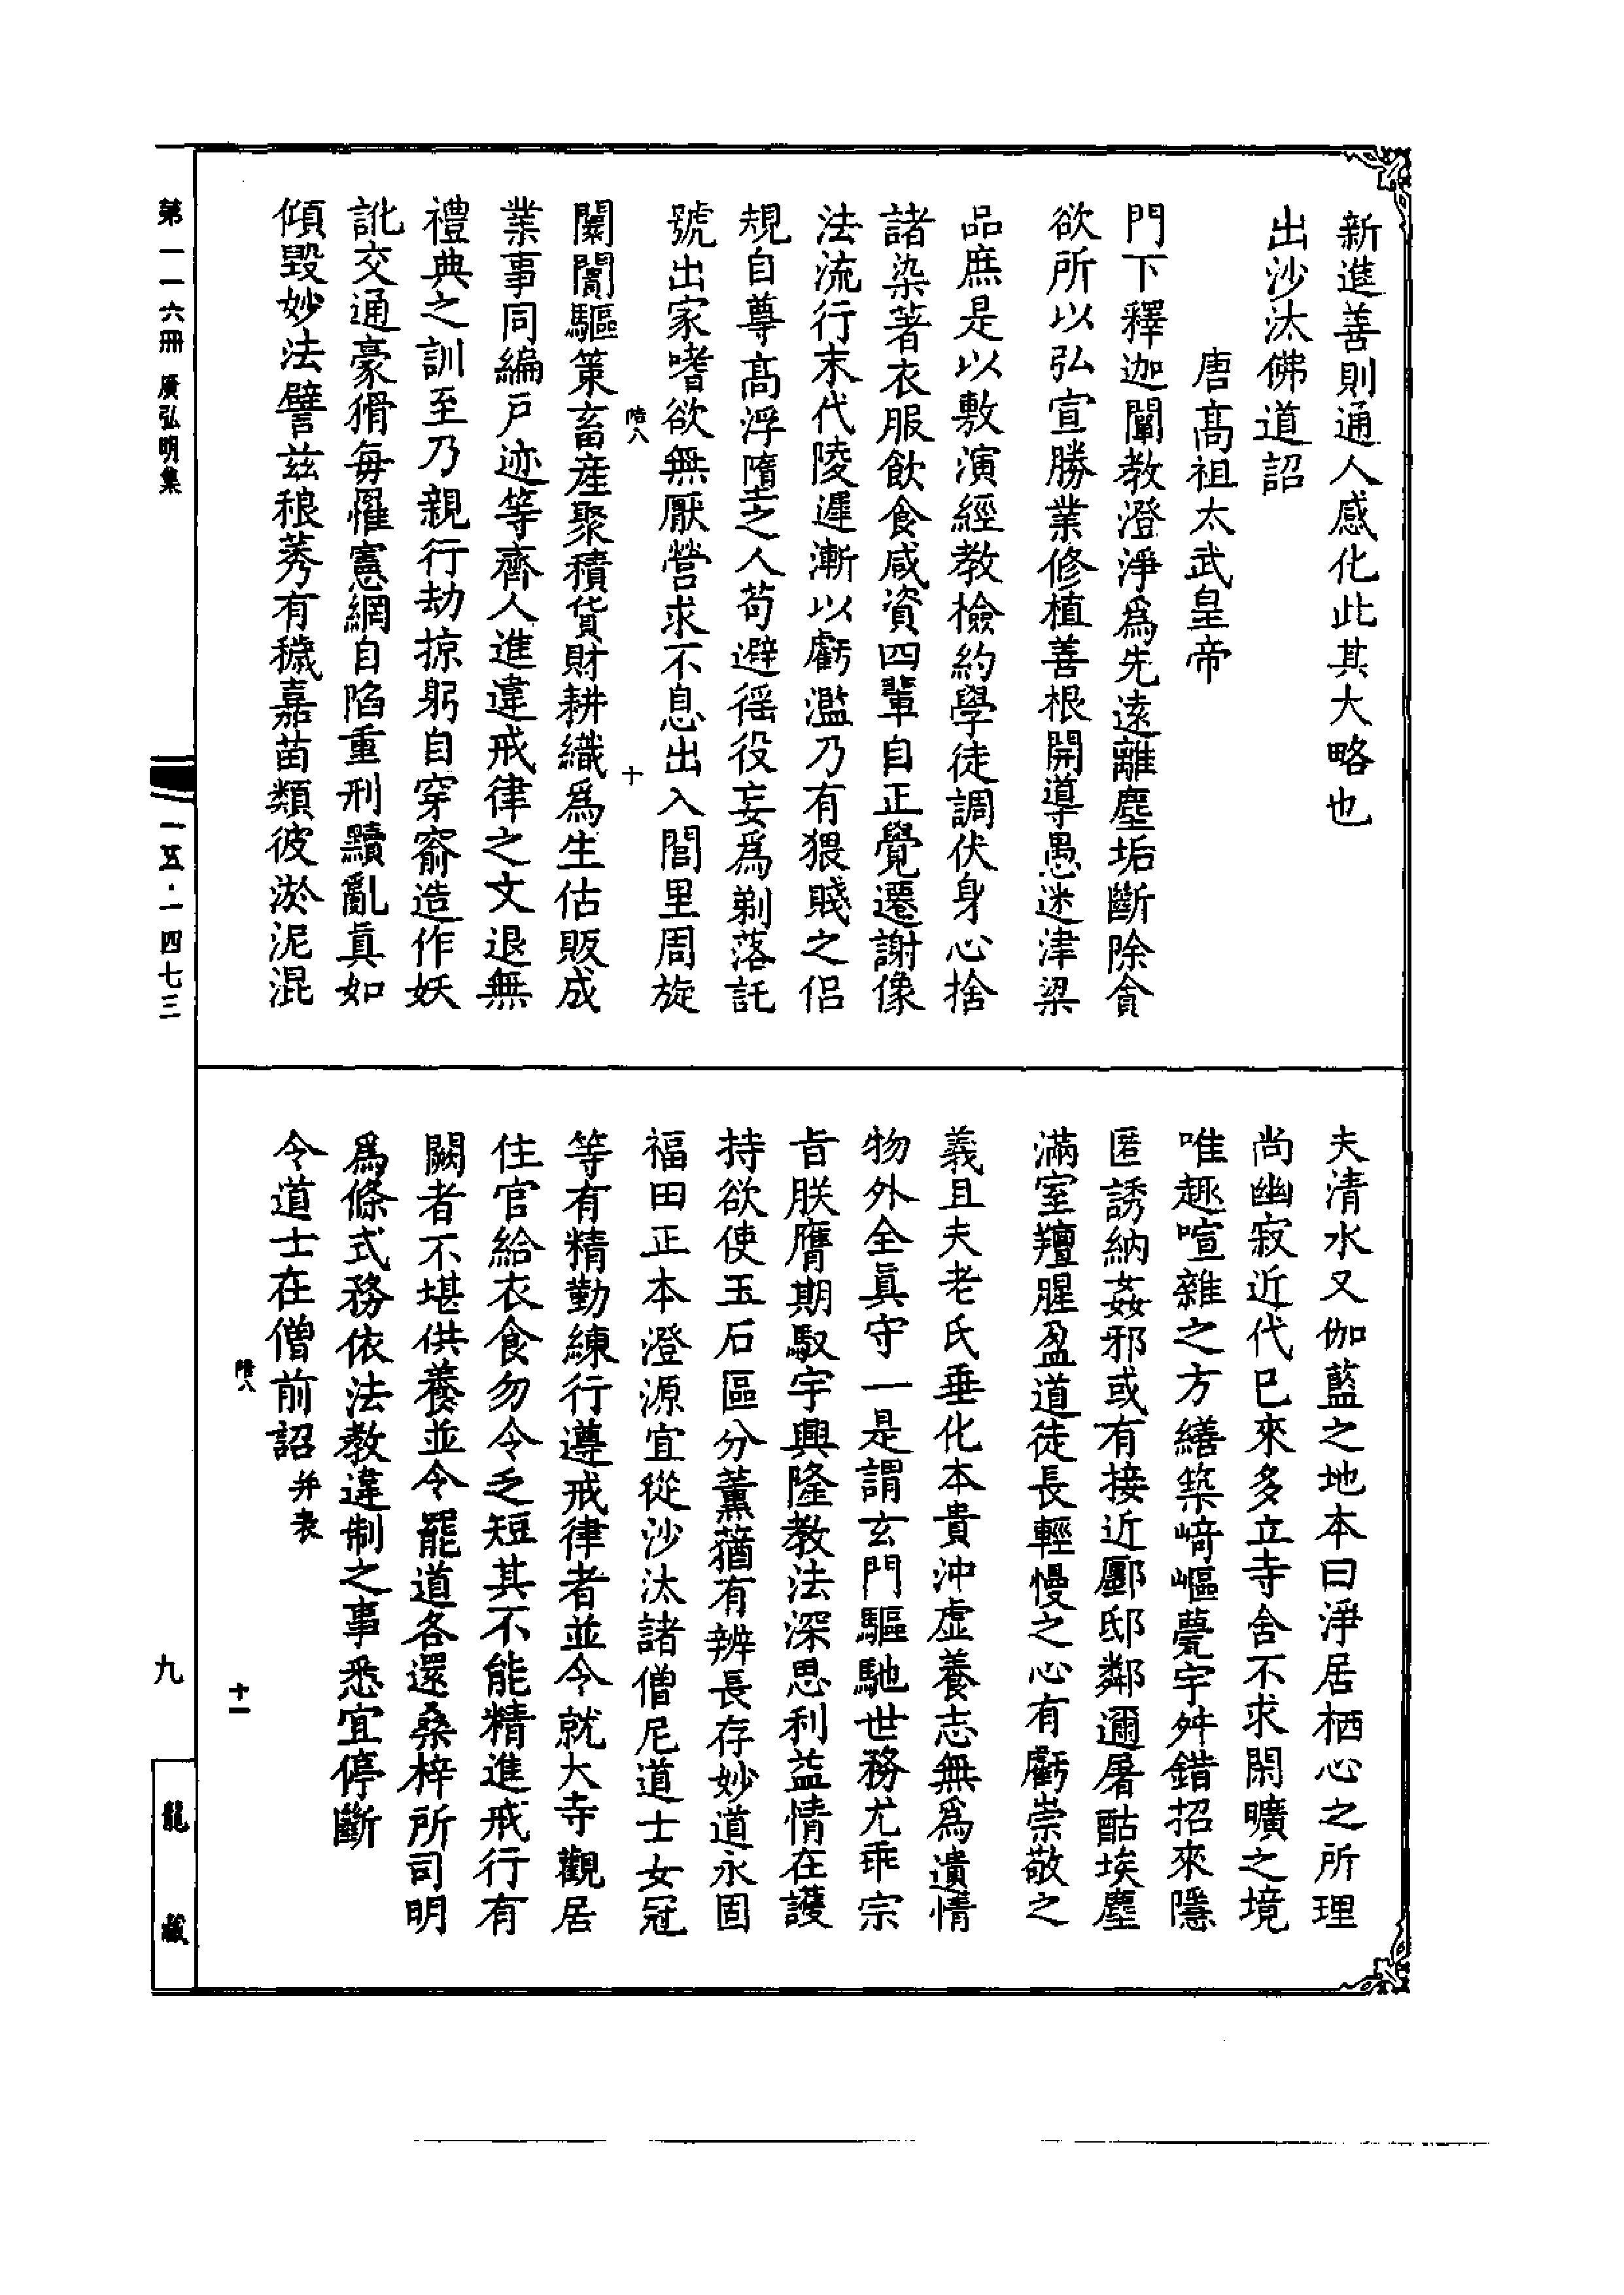 新進善則通人感化此其大略也
出沙汰佛道詔
唐高祖太武皇帝
門下釋迦闡教澄淨爲先遠離塵垢斷除貪
欲所以弘宣勝業修植善根開導愚迷津梁
品庶是以敷演經教檢約學徒調伏身心捨
諸染著衣服飲食咸資四輩自正覺遷謝像
法流行末代陵遲漸以虧濫乃有猥賤之侶
規自尊高浮隋之人苟避徭役妄爲剃落託
號出家嗜欲無厭營求不息出入閭里周旋
陸八
十
闤闠驅策畜產聚積貨財耕織爲生估販成
業事同編戸迹等齊人進違戒律之文退無
禮典之訓至乃親行劫掠躬自穿窬造作妖
訛交通豪猾每罹憲網自陷重刑黷亂眞如
傾毀妙法譬茲稂莠有穢嘉苗類彼淤泥混
夫清水又伽藍之地本曰淨居栖心之所理
尚幽寂近代已來多立寺舍不求閑曠之境
唯趣喧雜之方繕築崎嶇甍宇舛錯招來隱
匿誘納姦邪或有接近鄽邸鄰邇屠酤埃塵
滿室羶腥盈道徒長輕慢之心有虧崇敬之
義且夫老氏垂化本貴沖虛養志無爲遺情
物外全眞守一是謂玄門驅馳世務尤乖宗
旨朕膺期馭宇興隆教法深思利益情在護
持欲使玉石區分薰蕕有辨長存妙道永固
福田正本澄源宜從沙汰諸僧尼道士女冠
等有精勤練行遵戒律者並令就大寺觀居
住官給衣食勿令乏短其不能精進戒行有
闕者不堪供養並令罷道各還桑梓所司明
爲條式務依法教違制之事悉宜停斷
令道士在僧前詔并表
陸八
十一
第一一六冊 廣弘明集
一五·一四七三
九
龍藏